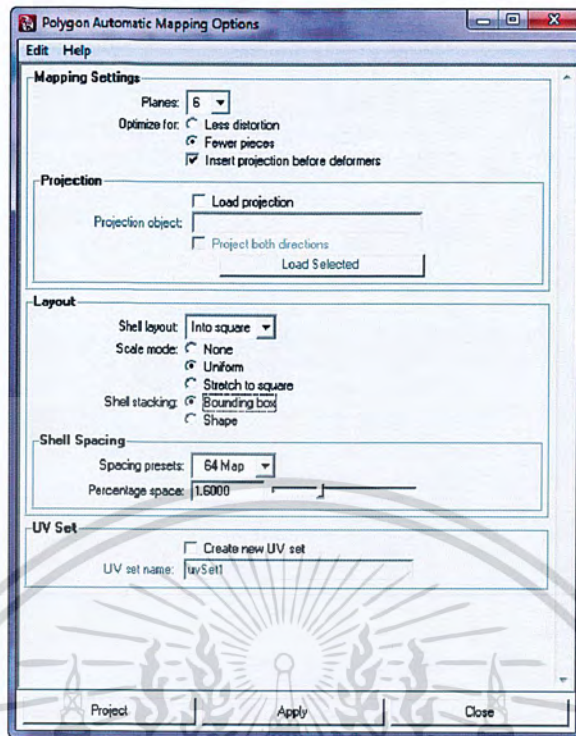 Polygon Automatic Mapping Options
Edit Help
Mapping Settings
Planes: 6
Optimize for: Less distortion
Fewer pieces
Insert projection before deformers
Projection
Load projection
Projection object:
Project both directions
Load Selected
Layout
Shell layout: Into square
Scale mode: None
Uniform
Stretch to square
Shell stacking: Bounding box
Shape
Shell Spacing
Spacing presets: 64 Map
Percentage space: 1.6000
UV Set
Create new UV set
UV set name: uvSet1
Project Apply Close